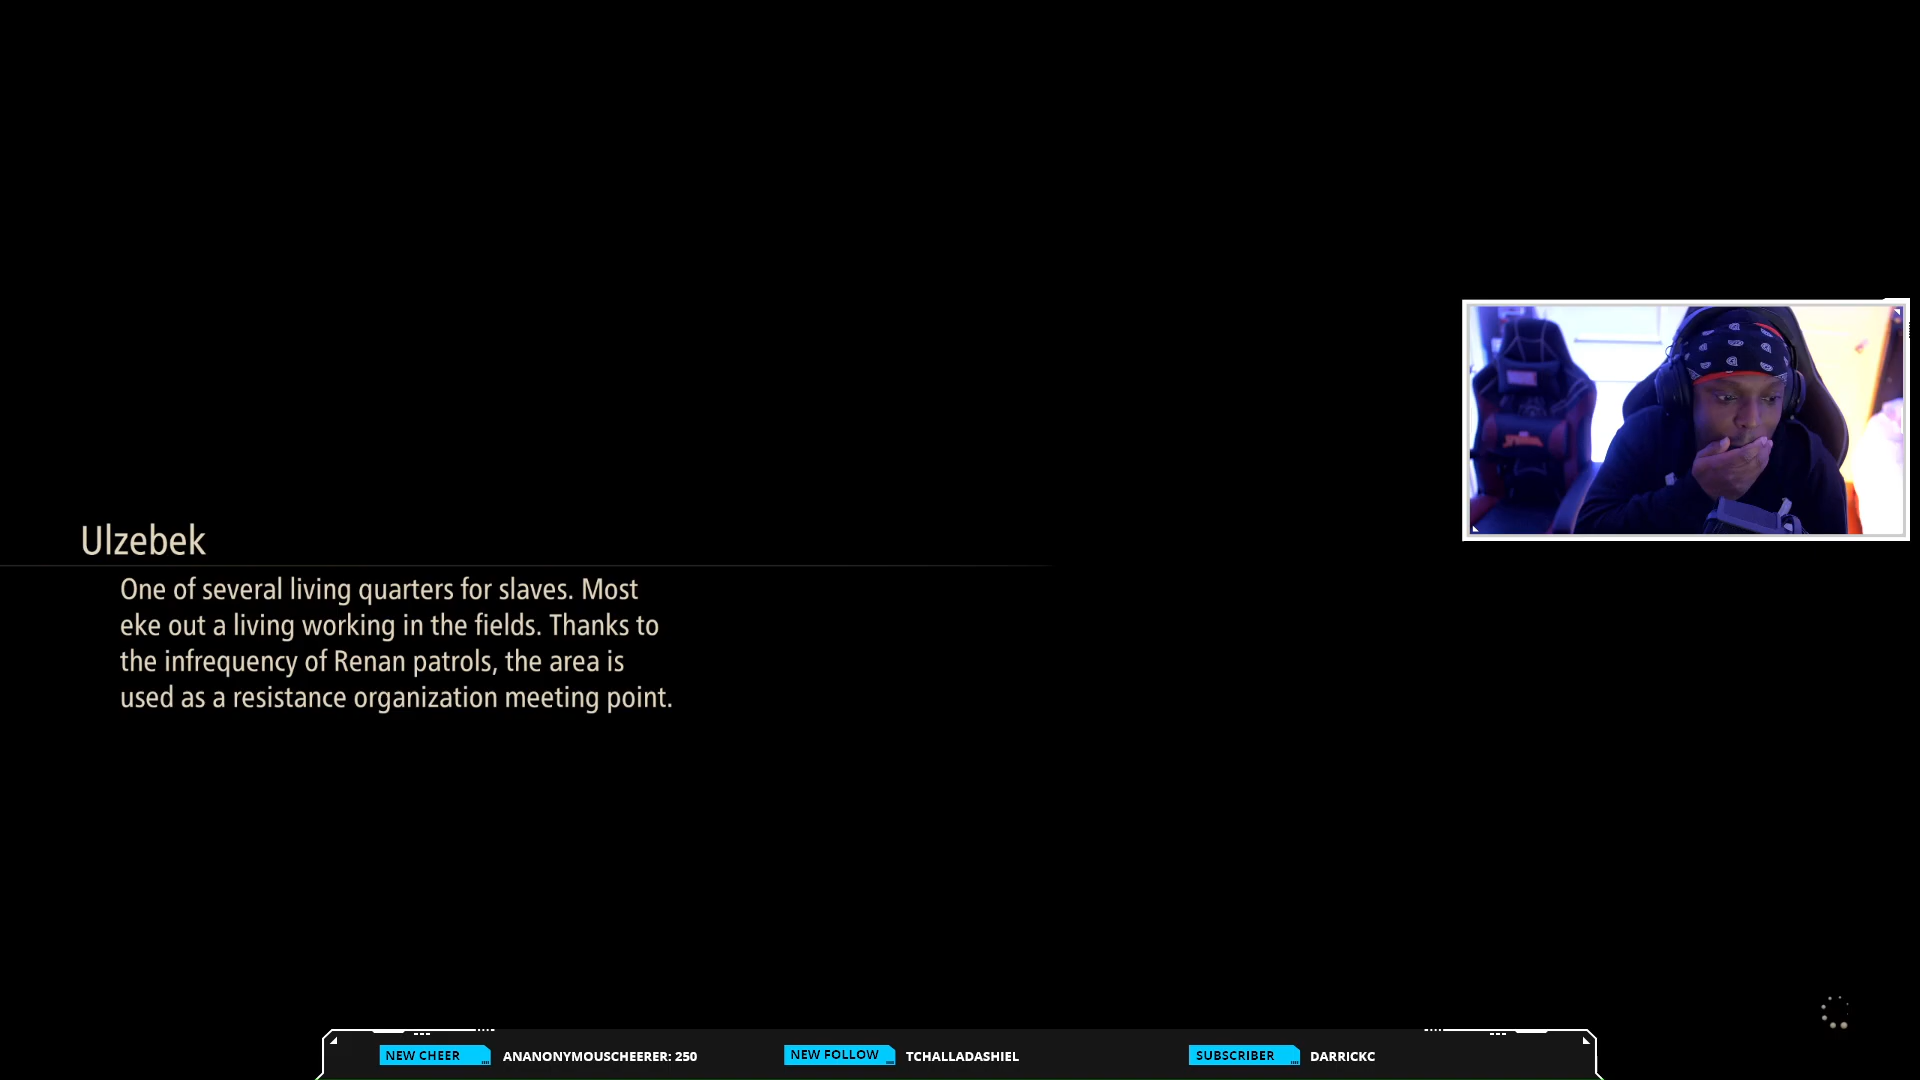 Ulzebek
One of several living quarters for slaves. Most
eke out a living working in the fields. Thanks to
the infrequency of Renan patrols, the area is
used as a resistance organization meeting point.
NEW CHEER ANANONYMOUSCHEERER: 250 NEW FOLLOW TCHALLADASHIEL SUBSCRIBER DARRICKC